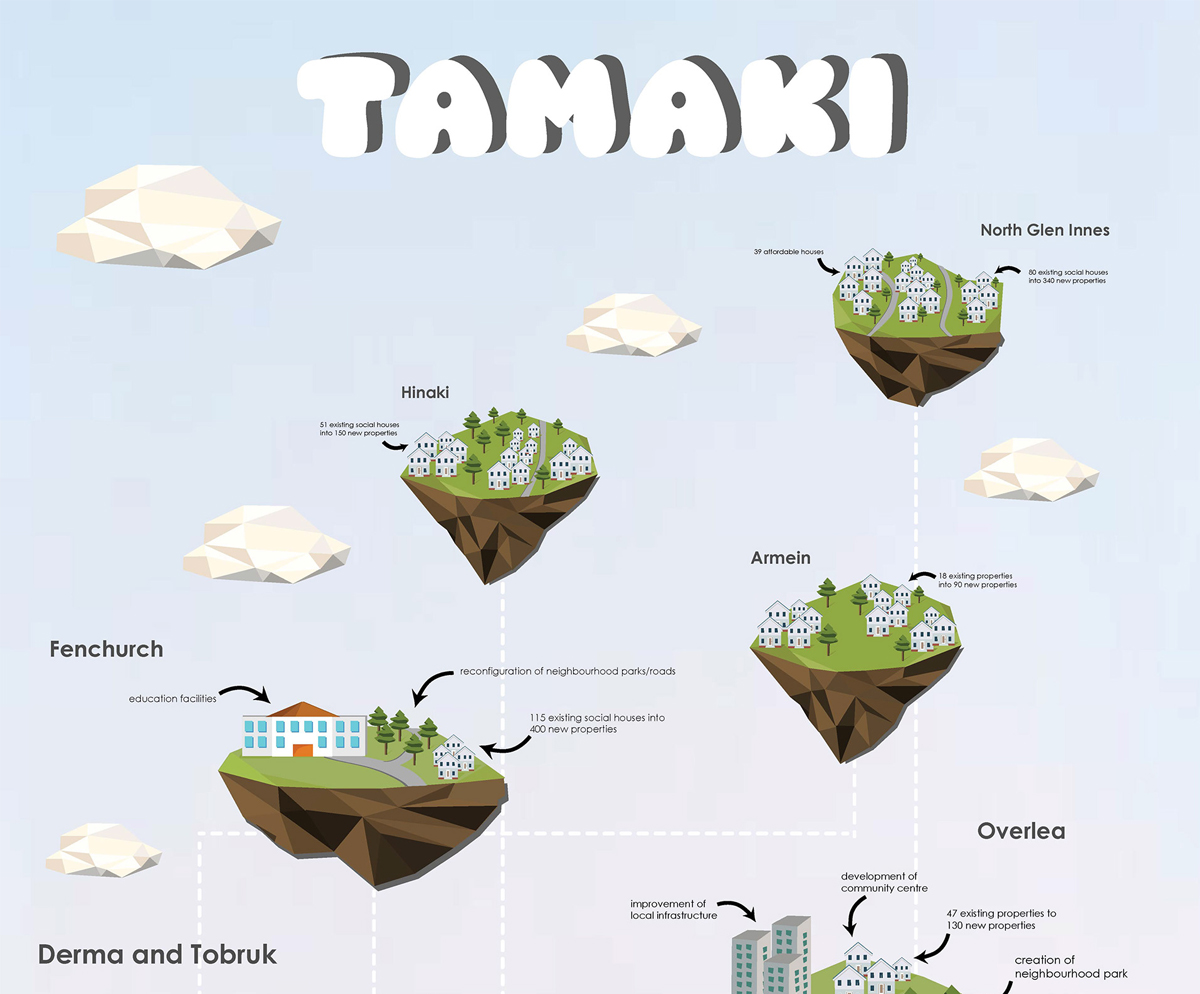 TAMAKI
North Glen Innes
39 affordable houses
80 existing social houses
into 340 new properties
Hinaki
51 existing social houses
into 150 new properties
Armein
18 existing properties
into 90 new properties
Fenchurch
education facilities
reconfiguration of neighbourhood parks/roads
115 existing social houses into
400 new properties
Overlea
development of
community centre
improvement of
local infrastructure
47 existing properties to
130 new properties
creation of
neighbourhood park
Derma and Tobruk